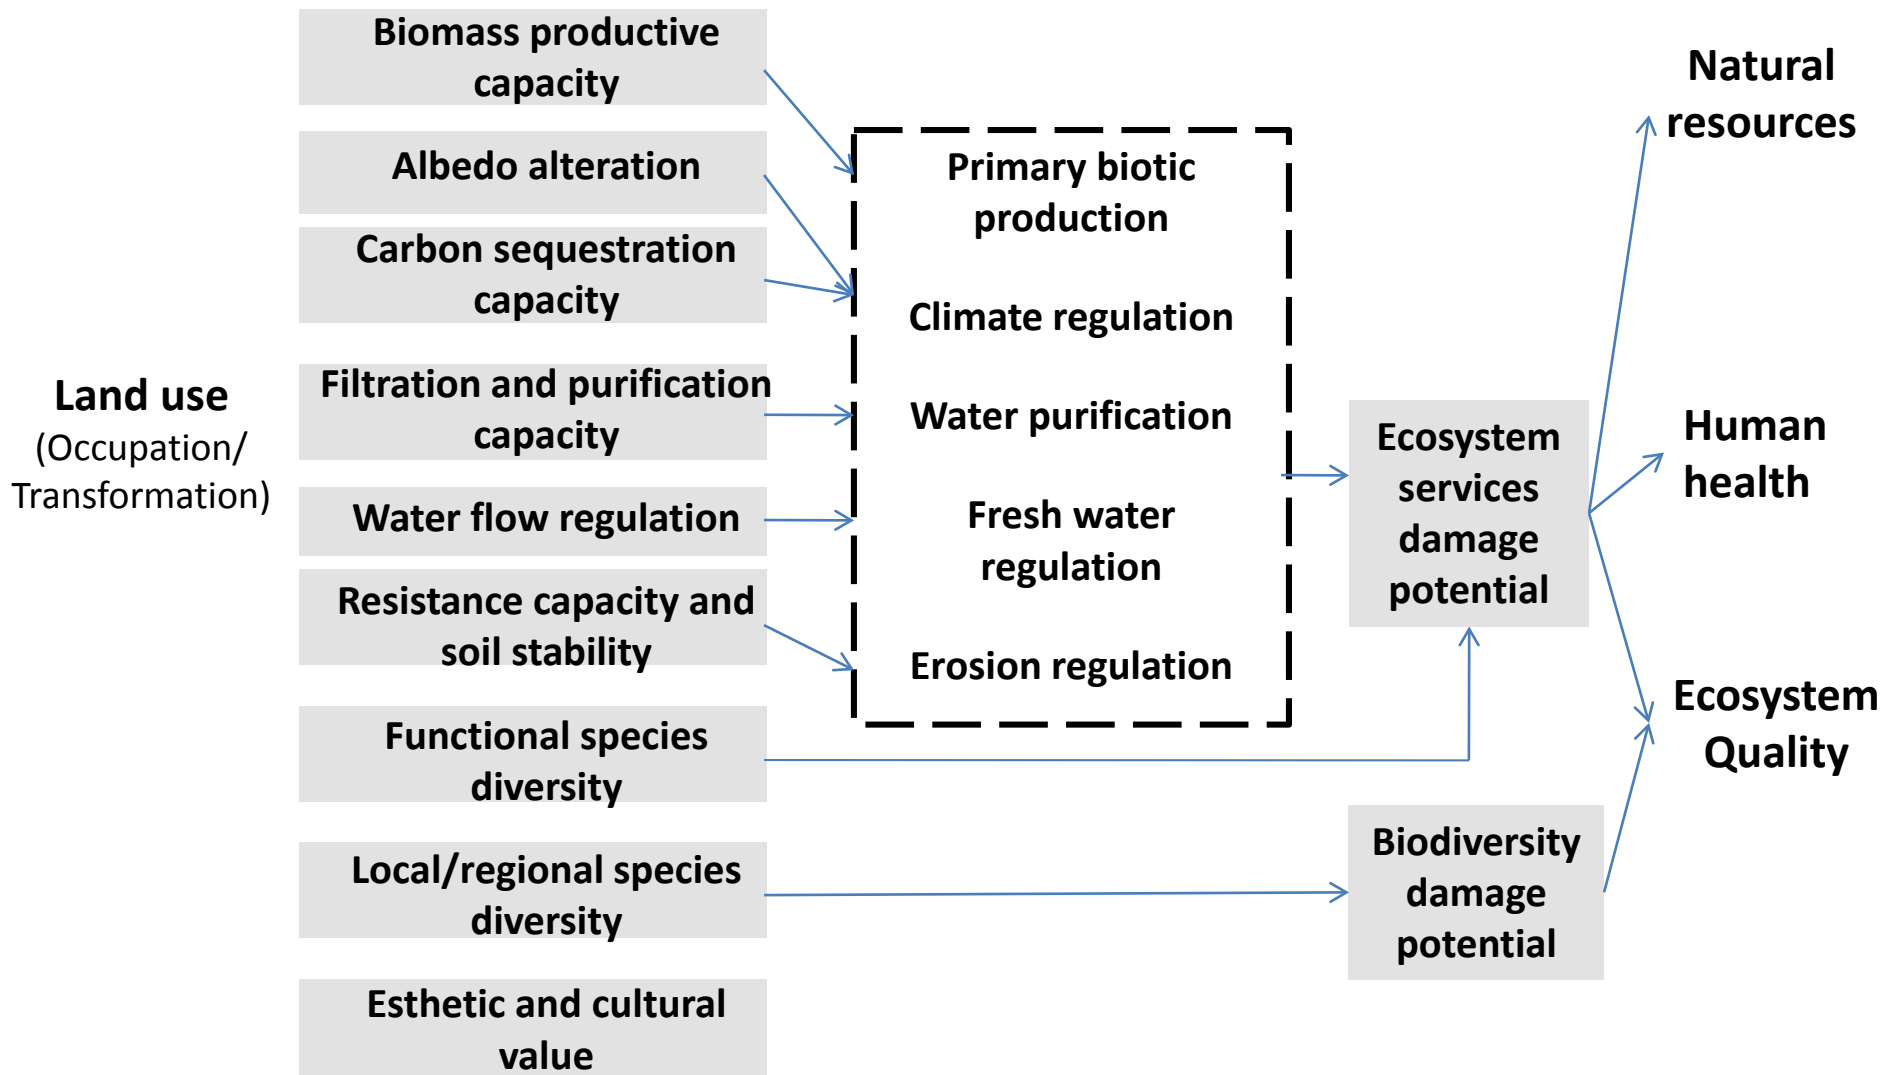 Land use
(Occupation/
Transformation)
Biomass productive
capacity
Albedo alteration
Carbon sequestration
capacity
Filtration and purification
capacity
Water flow regulation
Resistance capacity and
soil stability
Functional species
diversity
Local/regional species
diversity
Esthetic and cultural
value
Primary biotic
production
Climate regulation
Water purification
Fresh water
regulation
Erosion regulation
Ecosystem
services
damage
potential
Biodiversity
damage
potential
Natural
resources
Human
health
Ecosystem
Quality